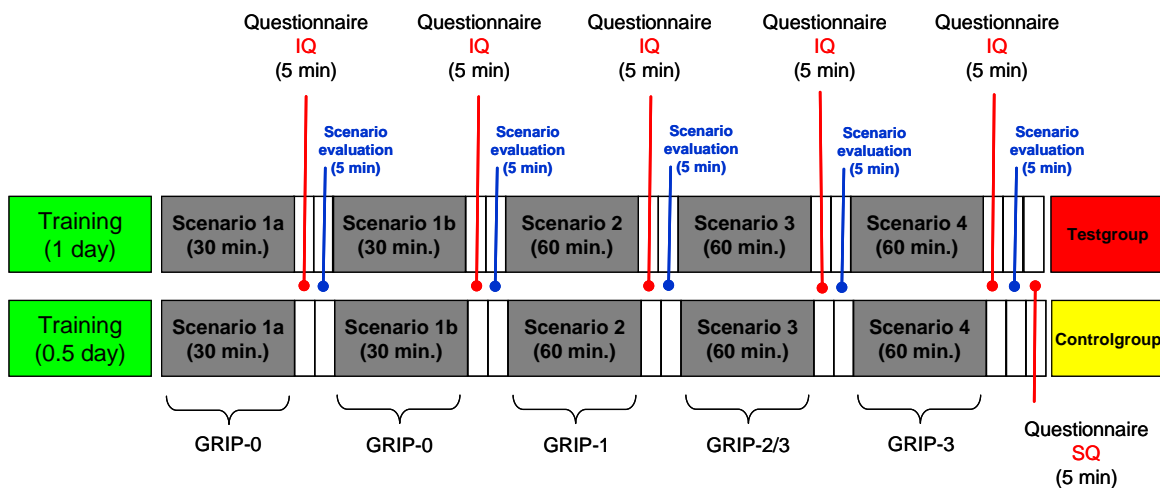 Questionnaire
IQ
(5 min)
Questionnaire
IQ
(5 min)
Questionnaire
IQ
(5 min)
Questionnaire
IQ
(5 min)
Questionnaire
IQ
(5 min)
Scenario
evaluation
(5 min)
Scenario
evaluation
(5 min)
Scenario
evaluation
(5 min)
Scenario
evaluation
(5 min)
Scenario
evaluation
(5 min)
Training
(1 day)
Scenario 1a
(30 min.)
Scenario 1b
(30 min.)
Scenario 2
(60 min.)
Scenario 3
(60 min.)
Scenario 4
(60 min.)
Testgroup
Training
(0.5 day)
Scenario 1a
(30 min.)
Scenario 1b
(30 min.)
Scenario 2
(60 min.)
Scenario 3
(60 min.)
Scenario 4
(60 min.)
Controlgroup
GRIP-0
GRIP-0
GRIP-1
GRIP-2/3
GRIP-3
Questionnaire
SQ
(5 min)